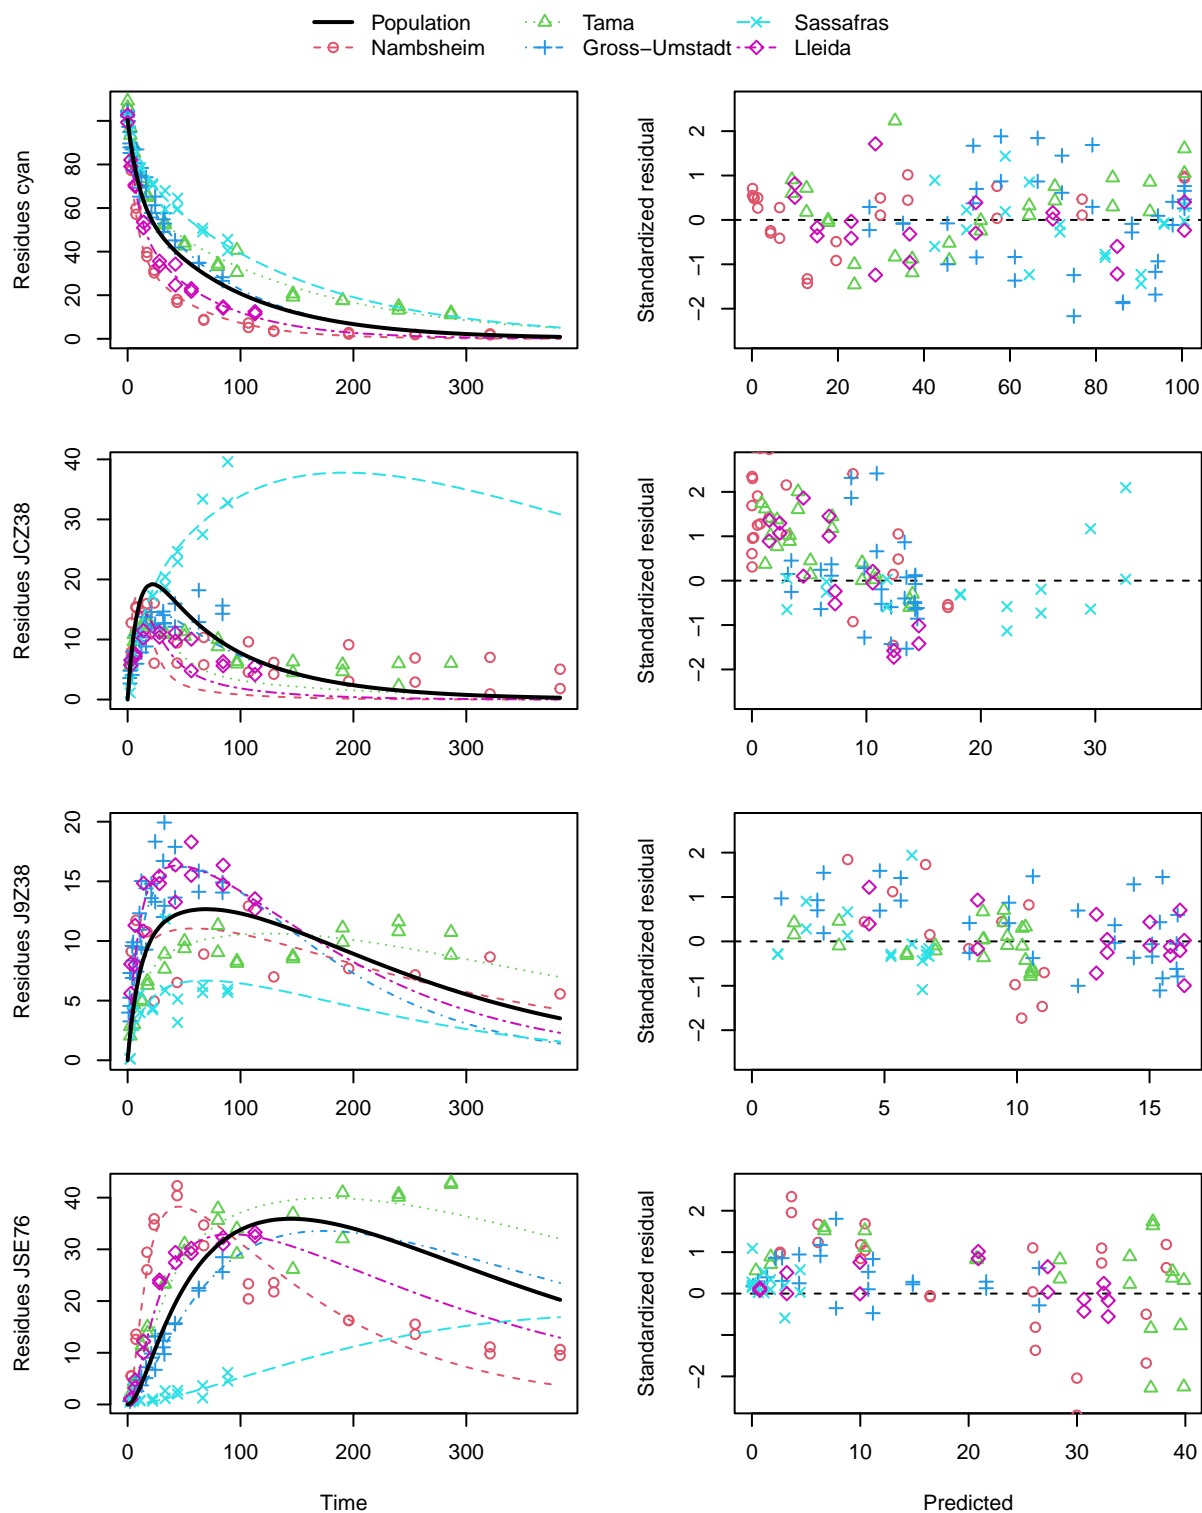 Population Tama Sassafras
Nambsheim Gross−Umstadt Lleida
Residues cyan
0 20 40 60 80
0 100 200 300
Standardized residual
−2 −1 0 1 2
0 20 40 60 80 100
Residues JCZ38
0 10 20 30 40
0 100 200 300
Standardized residual
−2 −1 0 1 2
0 10 20 30
Residues J9Z38
0 5 10 15 20
0 100 200 300
Standardized residual
−2 −1 0 1 2
0 5 10 15
Residues JSE76
0 10 20 30 40
0 100 200 300
Time
Standardized residual
−2 −1 0 1 2
0 10 20 30 40
Predicted